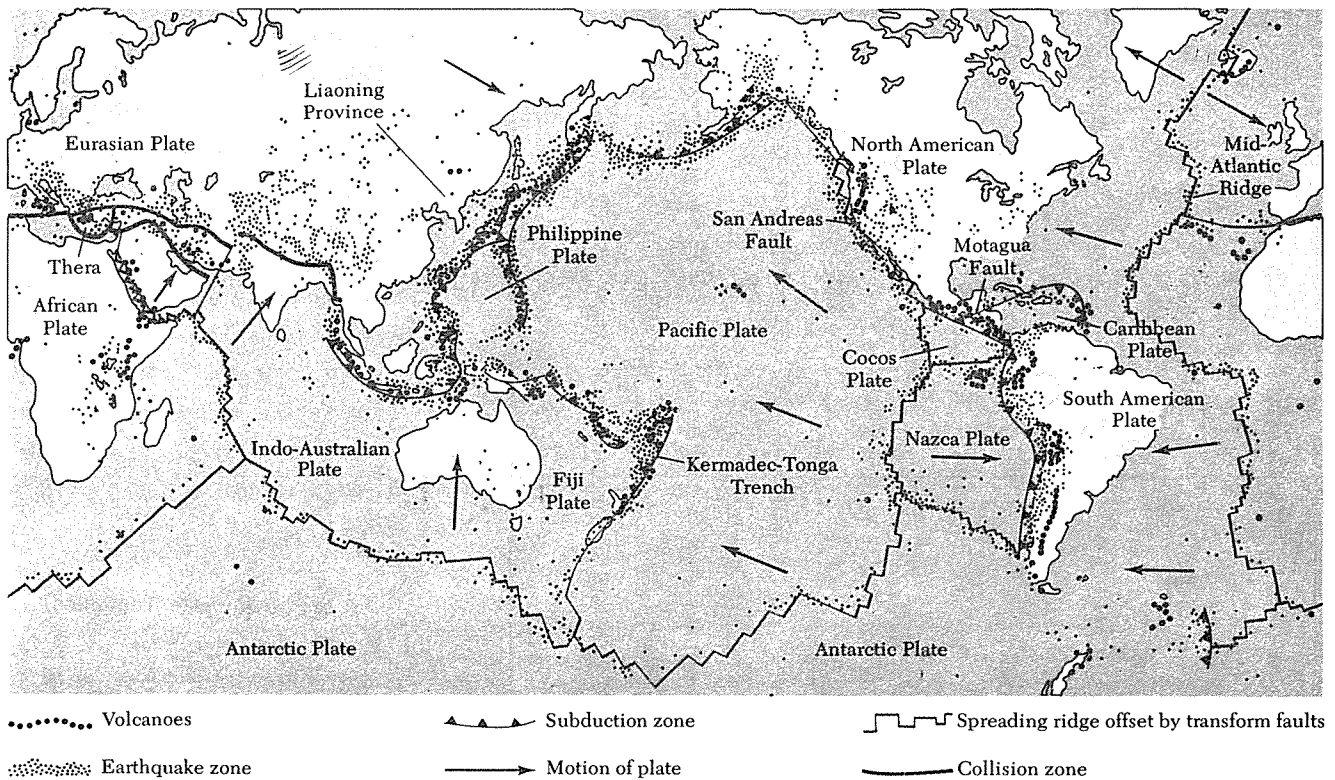 Liaoning
Province
Eurasian Plate
North American
Plate
Mid-
Atlantic
Ridge
San Andreas
Fault
Philippine
Plate
Motagua
Fault
Thera
African
Plate
Pacific Plate
Caribbean
Plate
Cocos
Plate
South American
Plate
Nazca Plate
Indo-Australian
Plate
Fiji
Plate
Kermadec-Tonga
Trench
Antarctic Plate
Antarctic Plate
Volcanoes
Subduction zone
Spreading ridge offset by transform faults
Earthquake zone
Motion of plate
Collision zone